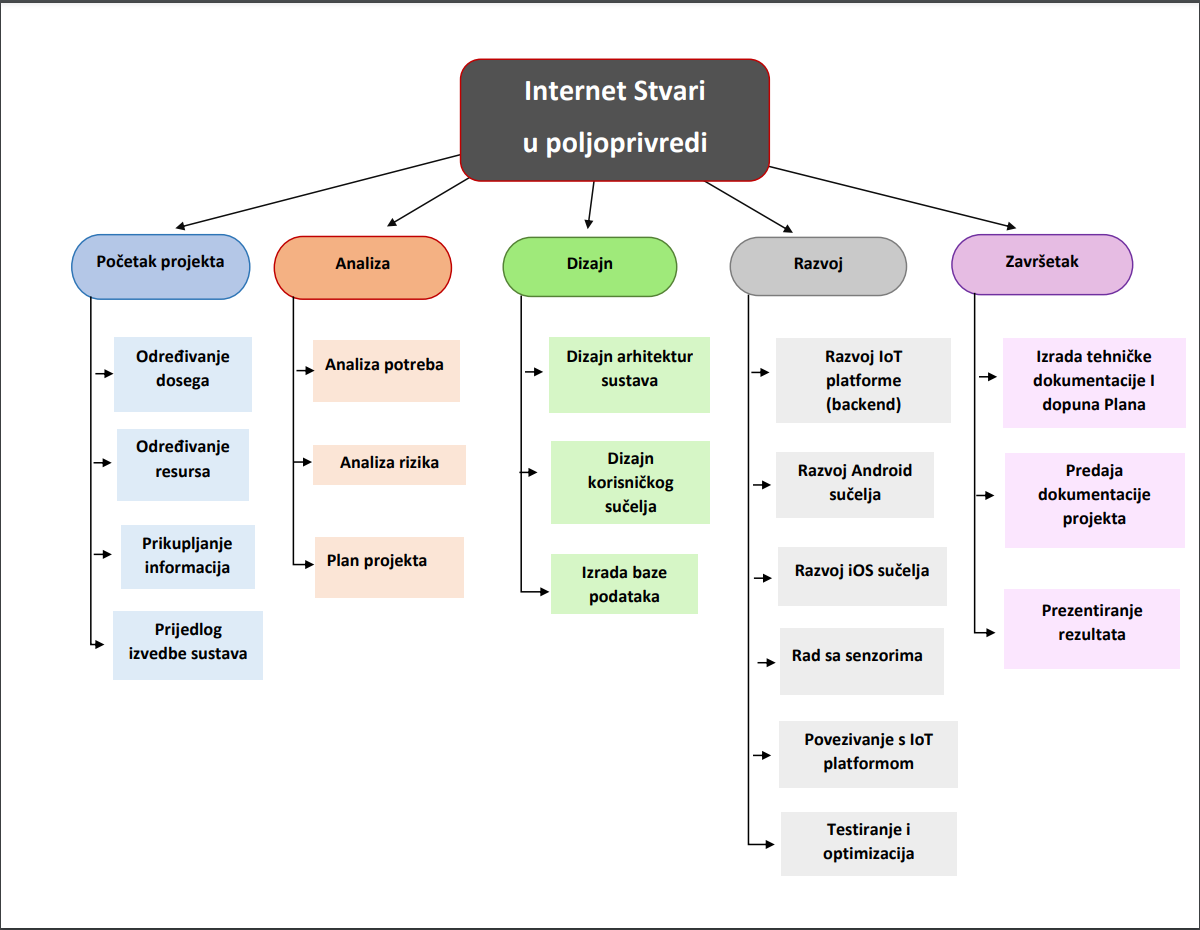 Internet Stvari
u poljoprivredi
Početak projekta
Određivanje
dosega
Određivanje
resursa
Prikupljanje
informacija
Prijedlog
izvedbe sustava
Analiza
Analiza potreba
Analiza rizika
Plan projekta
Dizajn
Dizajn arhitektur
sustava
Dizajn
korisničkog
sučelja
Izrada baze
podataka
Razvoj
Razvoj IoT
platforme
(backend)
Razvoj Android
sučelja
Razvoj iOS sučelja
Rad sa senzorima
Povezivanje s IoT
platformom
Testiranje i
optimizacija
Završetak
Izrada tehničke
dokumentacije I
dopuna Plana
Predaja
dokumentacije
projekta
Prezentiranje
rezultata